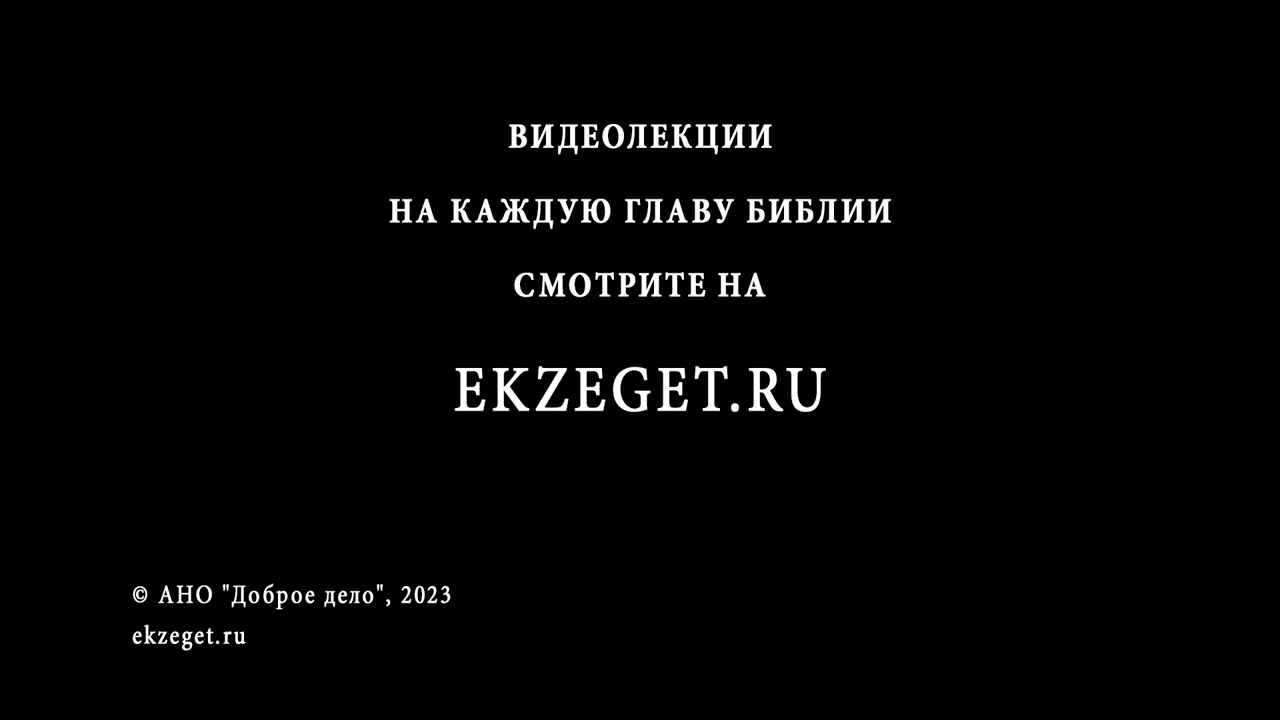 ВИДЕОЛЕКЦИИ
НА КАЖДУЮ ГЛАВУ БИБЛИИ
СМОТРИТЕ НА
EKZEGET.RU
© АНО "Доброе дело", 2023
ekzeget.ru